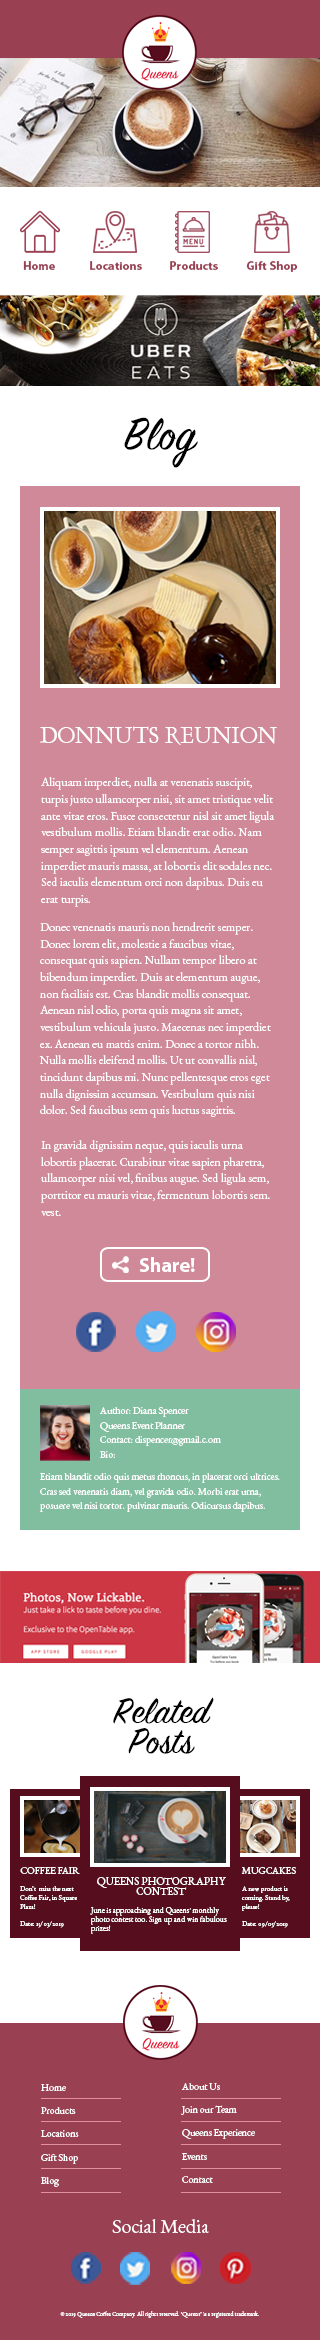 Queens
Home
Locations
Products
MENU
Gift Shop
UBER
EATS
Blog
DONNUTS REUNION
Aliquam imperdiet, nulla at venenatis suscipit,
turpis justo ullamcorper nisi, sit amet tristique velit
ante vitae eros. Fusce consectetur nisl sit amet ligula
vestibulum mollis. Etiam blandit erat odio. Nam
semper sagittis ipsum vel elementum. Aenean
imperdiet mauris massa, at lobortis elit sodales nec.
Sed iaculis elementum orci non dapibus. Duis eu
erat turpis.
Donec venenatis mauris non hendrerit semper.
Donec lorem elit, molestie a faucibus vitae,
consequat quis sapien. Nullam tempor libero at
bibendum imperdiet. Duis at elementum augue,
non facilisis est. Cras blandit mollis consequat.
Aenean nisl odio, porta quis magna sit amet,
vestibulum vehicula justo. Maecenas nec imperdiet
ex. Aenean eu mattis enim. Donec a tortor nibh.
Nulla mollis eleifend mollis. Ut ut convallis nisl,
tincidunt dapibus mi. Nunc pellentesque eros eget
nulla dignissim accumsan. Vestibulum quis nisi
dolor. Sed faucibus sem quis luctus sagittis.
In gravida dignissim neque, quis iaculis urna
lobortis placerat. Curabitur vitae sapien pharetra,
ullamcorper nisi vel, finibus augue. Sed ligula sem,
porttitor eu mauris vitae, fermentum lobortis sem.
vest.
Share!
Author: Diana Spencer
Queens Event Planner
Contact: dispencer@gmail.c.om
Bio:
Etiam blandit odio quis metus rhoncus, in placerat orci ultrices.
Cras sed venenatis diam, vel gravida odio. Morbi erat urna,
posuere vel nisi tortor. pulvinar mauris. Odicursus dapibus.
Photos, Now Lickable.
Just take a lick to taste before you dine.
Exclusive to the OpenTable app.
APP STORE
GOOGLE PLAY
Related
Posts
COFFEE FAIR
Don't miss the next
Coffee Fair, in Square
Plaza!
Date: 15/03/2019
QUEENS PHOTOGRAPHY
CONTEST
June is approaching and Queens' monthly
photo contest too. Sign up and win fabulous
prizes!
MUGCAKES
A new product is
coming. Stand by,
please!
Date: 09/05/2019
Queens
Home
Products
Locations
Gift Shop
Blog
About Us
Join our Team
Queens Experience
Events
Contact
Social Media
© 2019 Queens Coffee Company. All rights reserved. "Queens" is a registered trademark.